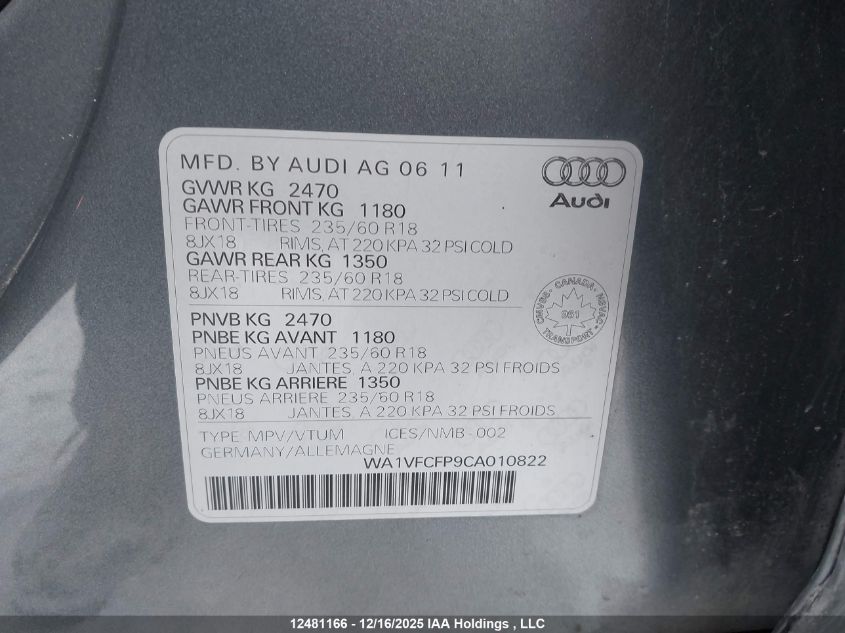 MFD. BY AUDI AG 06 11
Audi
GVWR KG 2470
GAWR FRONT KG 1180
FRONT-TIRES 235/60 R18
8JX18 RIMS, AT 220 KPA 32 PSI COLD
GAWR REAR KG 1350
REAR-TIRES 235/60 R18
8JX18 RIMS, AT 220 KPA 32 PSI COLD
CANADA
CMVSS - NSVAC
961
TRANSPORT
PNVB KG 2470
PNBE KG AVANT 1180
PNEUS AVANT 235/60 R18
8JX18 JANTES, A 220 KPA 32 PSI FROIDS
PNBE KG ARRIERE 1350
PNEUS ARRIERE 235/60 R18
8JX18 JANTES, A 220 KPA 32 PSI FROIDS
TYPE: MPV/VTUM ICES/NMB-002
GERMANY/ALLEMAGNE
WA1VFCFP9CA010822
12481166 - 12/16/2025 IAA Holdings , LLC